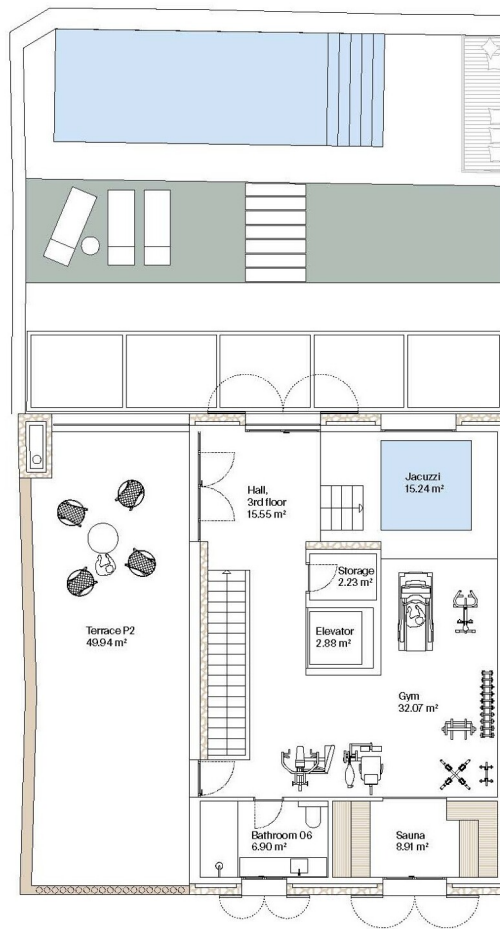 Jacuzzi
15.24 m²
Hall,
3rd floor
15.55 m²
Storage
2.23 m²
Elevator
2.88 m²
Terrace P2
49.94 m²
Gym
32.07 m²
Bathroom 06
6.90 m²
Sauna
8.91 m²